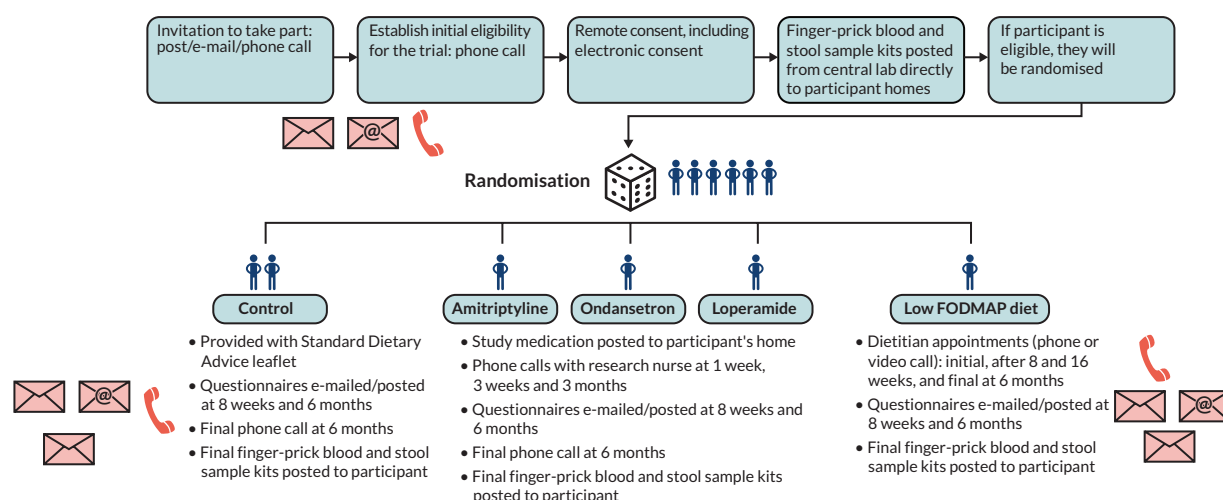 Invitation to take part:
post/e-mail/phone call
Establish initial eligibility
for the trial: phone call
Remote consent, including
electronic consent
Finger-prick blood and
stool sample kits posted
from central lab directly
to participant homes
If participant is
eligible, they will
be randomised
@
Randomisation
Control
Amitriptyline
Ondansetron
Loperamide
Low FODMAP diet
• Provided with Standard Dietary
Advice leaflet
• Questionnaires e-mailed/posted
at 8 weeks and 6 months
• Final phone call at 6 months
• Final finger-prick blood and stool
sample kits posted to participant
@
• Study medication posted to participant's home
• Phone calls with research nurse at 1 week,
3 weeks and 3 months
• Questionnaires e-mailed/posted at 8 weeks and
6 months
• Final phone call at 6 months
• Final finger-prick blood and stool sample kits
posted to participant
• Dietitian appointments (phone or
video call): initial, after 8 and 16
weeks, and final at 6 months
• Questionnaires e-mailed/posted at
8 weeks and 6 months
• Final finger-prick blood and stool
sample kits posted to participant
@